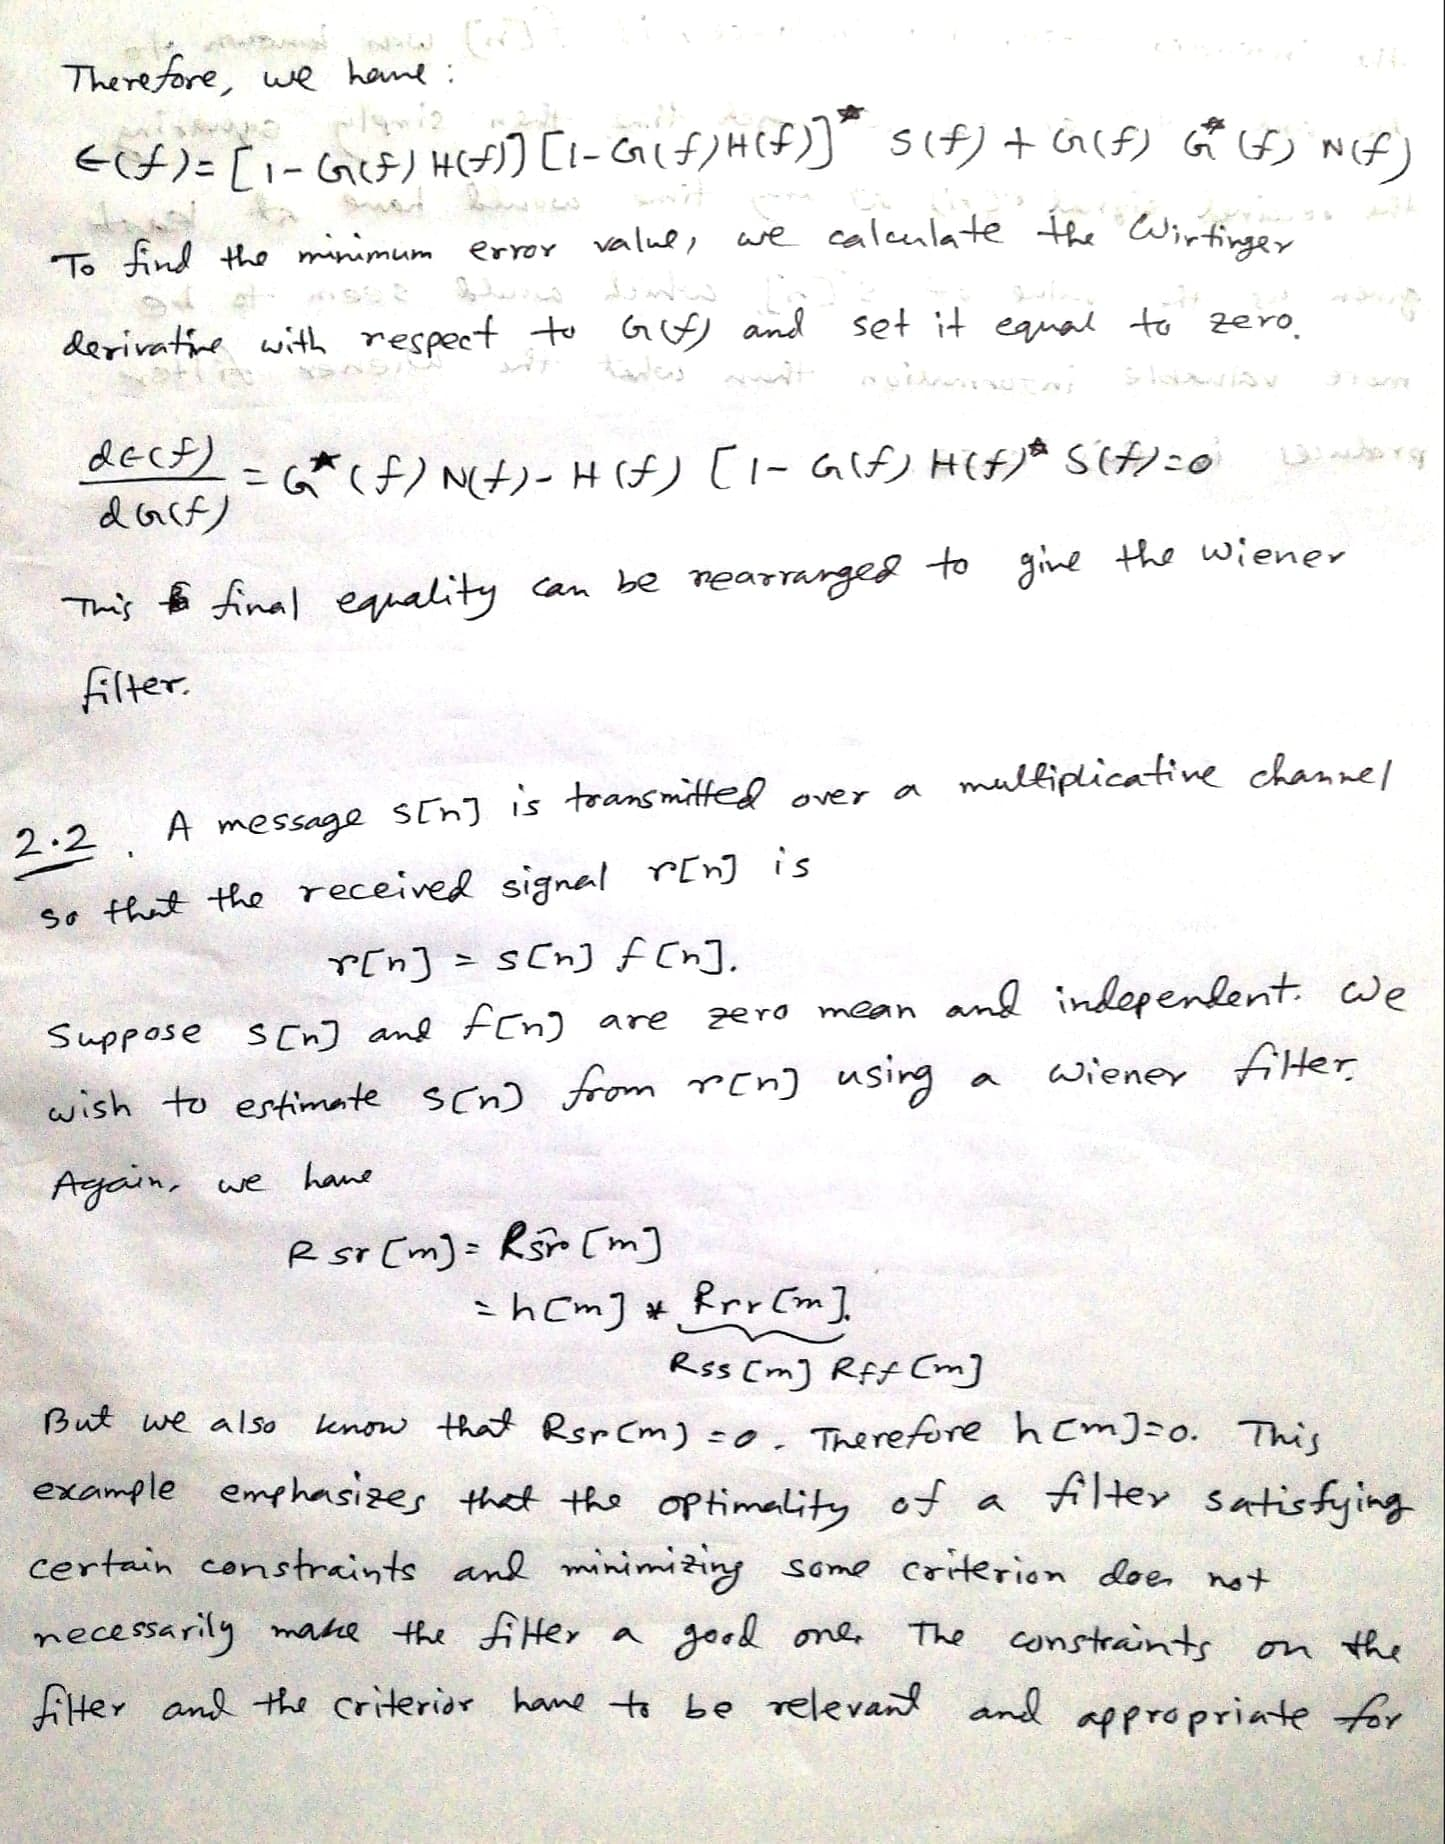 Therefore, we have :
ϵ(f) = [1-G(f) H(f)] [1-G(f)H(f)]* S(f) + G(f) G*(f) N(f)
To find the minimum error value, we calculate the Wirtinger
derivative with respect to G(f) and set it equal to zero.
dϵ(f)
= G*(f) N(f) - H(f) [1- G(f) H(f)* S(f)=0
dG(f)
This final equality can be rearranged to give the wiener
filter.
2.2. A message s[n] is transmitted over a multiplicative channel
so that the received signal r[n] is
r[n] = s[n] f[n].
Suppose s[n] and f[n] are zero mean and independent. We
wish to estimate s[n] from r[n] using a wiener filter.
Again, we have
Rsr[m] = Rŝr[m]
= h[m] * Rrr[m].
Rss[m] Rff[m]
But we also know that Rsr[m] = 0. Therefore h[m]=0. This
example emphasizes that the optimality of a filter satisfying
certain constraints and minimizing some criterion does not
necessarily make the filter a good one. The constraints on the
filter and the criterior have to be relevant and appropriate for